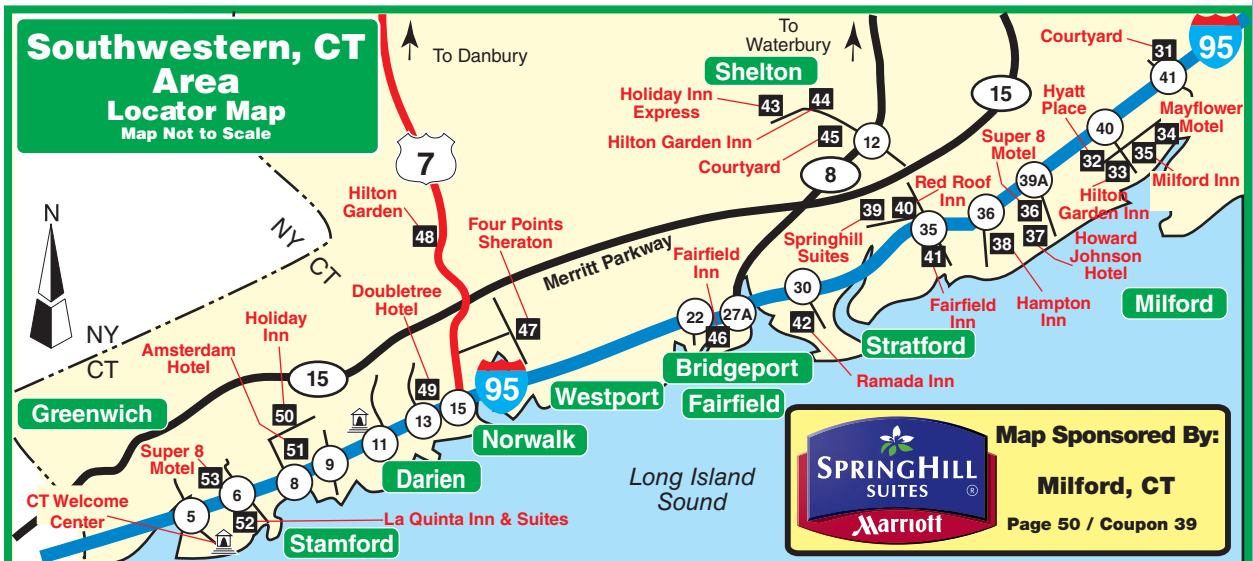 Southwestern, CT
Area
Locator Map
Map Not to Scale
To Danbury
To
Waterbury
Shelton
Courtyard
31
95
41
7
15
Holiday Inn
Express
43
44
Hilton Garden Inn
45
Courtyard
12
8
Hyatt
Place
40
Mayflower
Motel
34
35
Milford Inn
32
33
Hilton
Garden Inn
Super 8
Motel
39A
36
37
Howard
Johnson
Hotel
Red Roof
Inn
39
40
36
35
38
Hampton
Inn
Springhill
Suites
41
Fairfield
Inn
Milford
N
NY
CT
NY
CT
Hilton
Garden
48
Four Points
Sheraton
47
Merritt Parkway
Fairfield
Inn
22
27A
46
30
42
Ramada Inn
Stratford
Bridgeport
Fairfield
Doubletree
Hotel
49
Holiday
Inn
Amsterdam
Hotel
15
50
51
Greenwich
95
Westport
Norwalk
15
13
11
9
8
Darien
Super 8
Motel
53
6
5
CT Welcome
Center
52
La Quinta Inn & Suites
Stamford
Long Island
Sound
SPRINGHILL
SUITES
®
Marriott
Map Sponsored By:
Milford, CT
Page 50 / Coupon 39